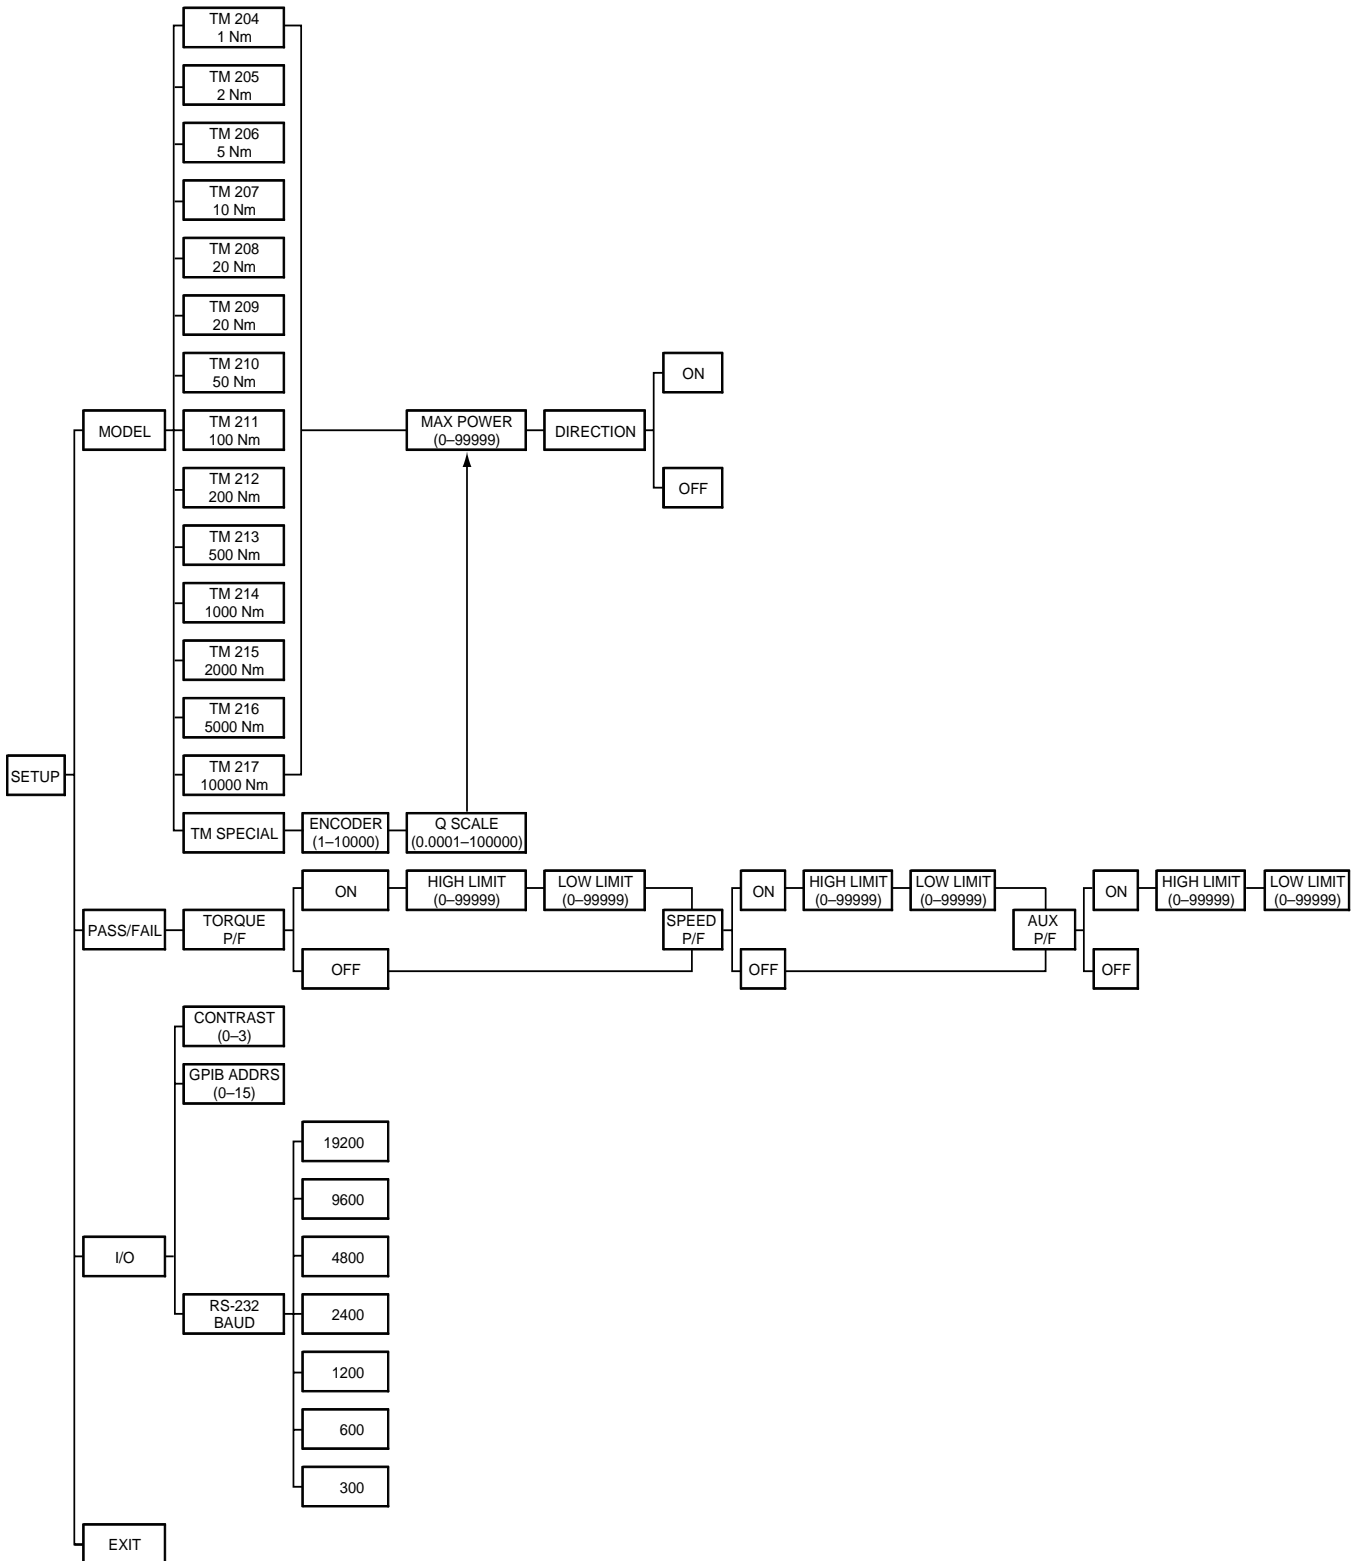 TM 204
1 Nm
TM 205
2 Nm
TM 206
5 Nm
TM 207
10 Nm
TM 208
20 Nm
TM 209
20 Nm
TM 210
50 Nm
ON
MODEL
TM 211
100 Nm
MAX POWER
(0–99999)
DIRECTION
TM 212
200 Nm
OFF
TM 213
500 Nm
TM 214
1000 Nm
TM 215
2000 Nm
TM 216
5000 Nm
SETUP
TM 217
10000 Nm
TM SPECIAL
ENCODER
(1–10000)
Q SCALE
(0.0001–100000)
ON
HIGH LIMIT
(0–99999)
LOW LIMIT
(0–99999)
ON
HIGH LIMIT
(0–99999)
LOW LIMIT
(0–99999)
ON
HIGH LIMIT
(0–99999)
LOW LIMIT
(0–99999)
PASS/FAIL
TORQUE
P/F
SPEED
P/F
AUX
P/F
OFF
OFF
OFF
CONTRAST
(0–3)
GPIB ADDRS
(0–15)
19200
9600
I/O
4800
RS-232
BAUD
2400
1200
600
300
EXIT